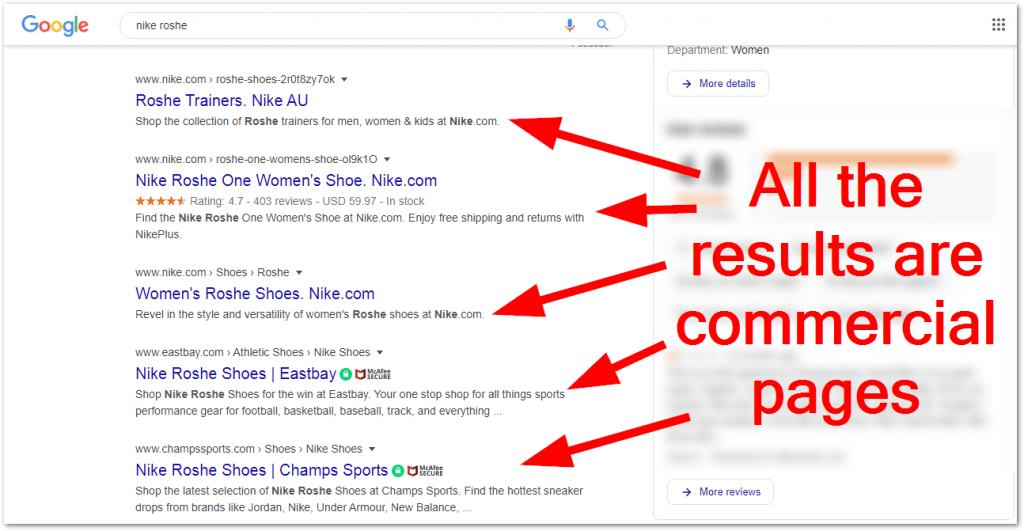 Google
nike roshe
Department: Women
→ More details
www.nike.com › roshe-shoes-2r0t8zy7ok
Roshe Trainers. Nike AU
Shop the collection of Roshe trainers for men, women & kids at Nike.com.
www.nike.com › roshe-one-womens-shoe-ol9k1O
Nike Roshe One Women's Shoe. Nike.com
Rating: 4.7 - 403 reviews - USD 59.97 - In stock
Find the Nike Roshe One Women's Shoe at Nike.com. Enjoy free shipping and returns with
NikePlus.
www.nike.com › Shoes › Roshe
Women's Roshe Shoes. Nike.com
Revel in the style and versatility of women's Roshe shoes at Nike.com.
www.eastbay.com › Athletic Shoes › Nike Shoes
Nike Roshe Shoes | Eastbay McAfee SECURE
Shop Nike Roshe Shoes for the win at Eastbay. Your one stop shop for all things sports
performance gear for football, basketball, baseball, track, and everything ...
www.champssports.com › Shoes › Nike Shoes
Nike Roshe Shoes | Champs Sports McAfee SECURE
Shop the latest selection of Nike Roshe Shoes at Champs Sports. Find the hottest sneaker
drops from brands like Jordan, Nike, Under Armour, New Balance, ...
All the
results are
commercial
pages
→ More reviews